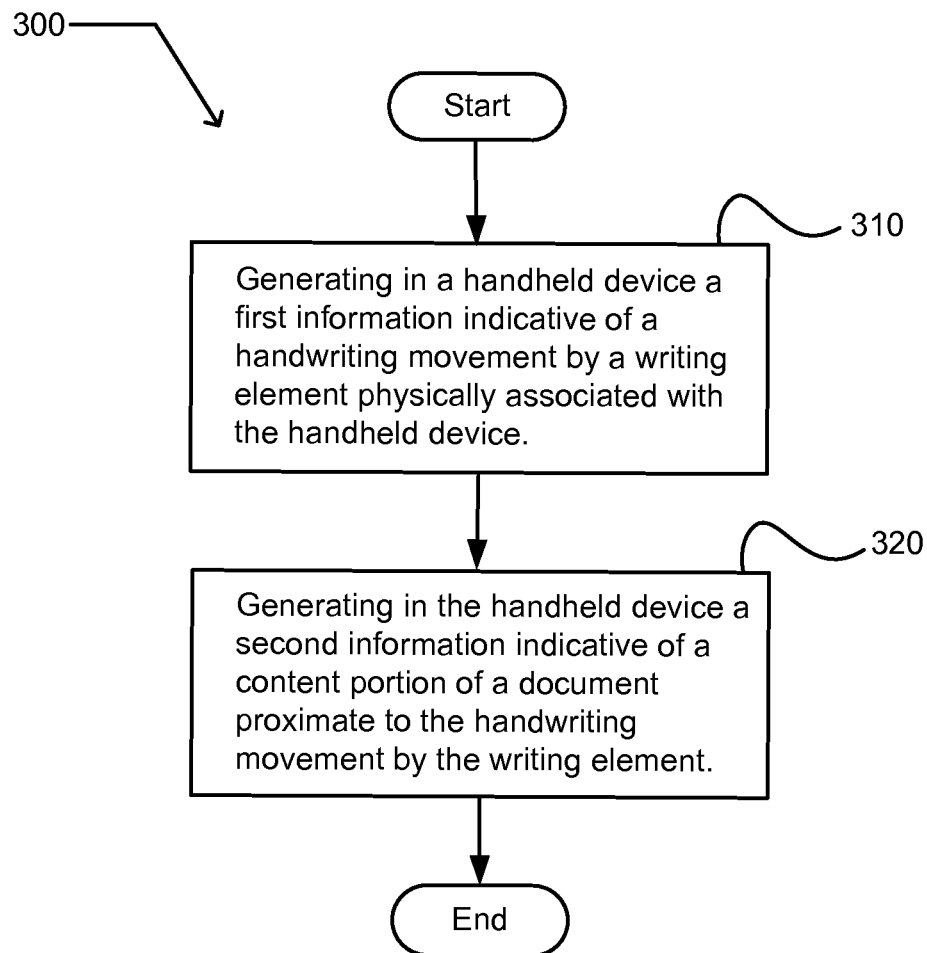 300
Start
310
Generating in a handheld device a
first information indicative of a
handwriting movement by a writing
element physically associated with
the handheld device.
320
Generating in the handheld device a
second information indicative of a
content portion of a document
proximate to the handwriting
movement by the writing element.
End